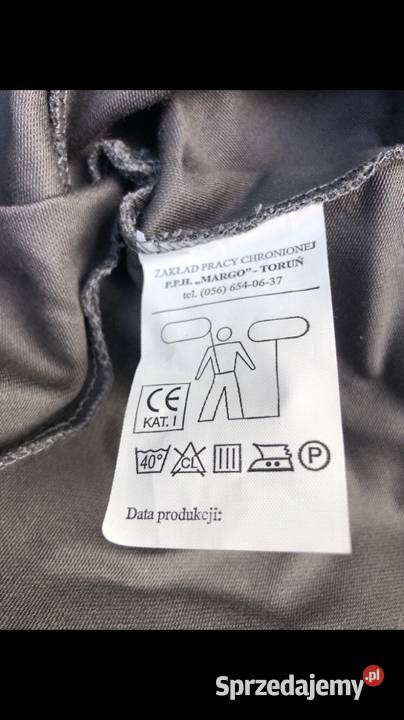 ZAKŁAD PRACY CHRONIONEJ
P.P.H. „MARGO” - TORUŃ
tel. (056) 654-06-37
CE
KAT. I
40° CL P
Data produkcji:
Sprzedajemy.pl